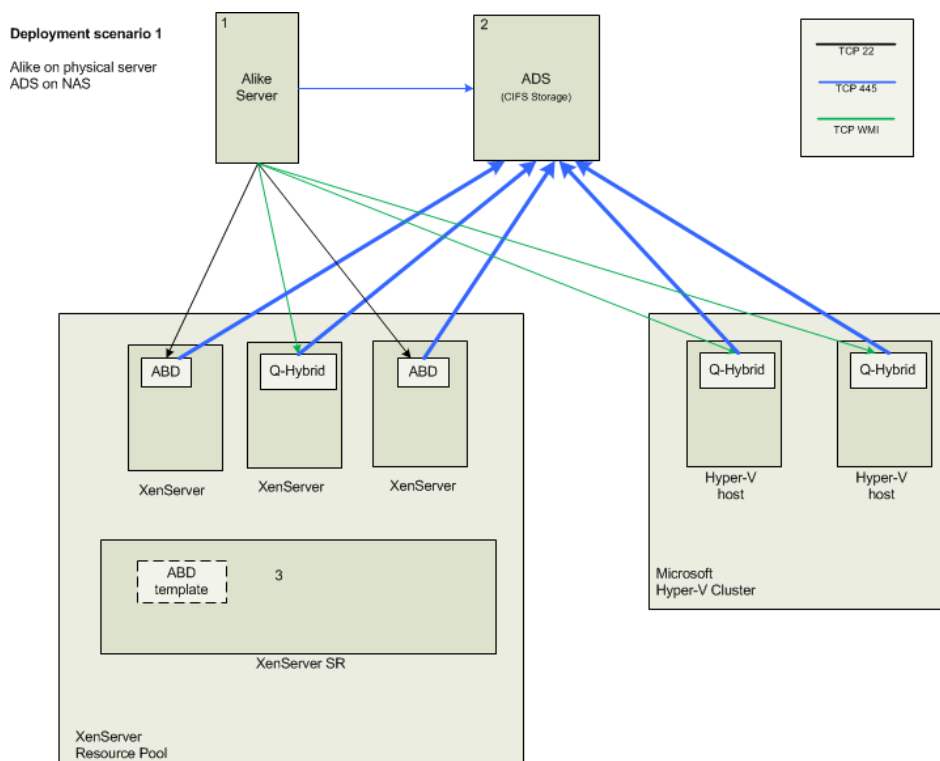 Deployment scenario 1
Alike on physical server
ADS on NAS
1
Alike
Server
2
ADS
(CIFS Storage)
TCP 22
TCP 445
TCP WMI
ABD
Q-Hybrid
ABD
XenServer
XenServer
XenServer
ABD
template
3
XenServer SR
XenServer
Resource Pool
Q-Hybrid
Q-Hybrid
Hyper-V
host
Hyper-V
host
Microsoft
Hyper-V Cluster